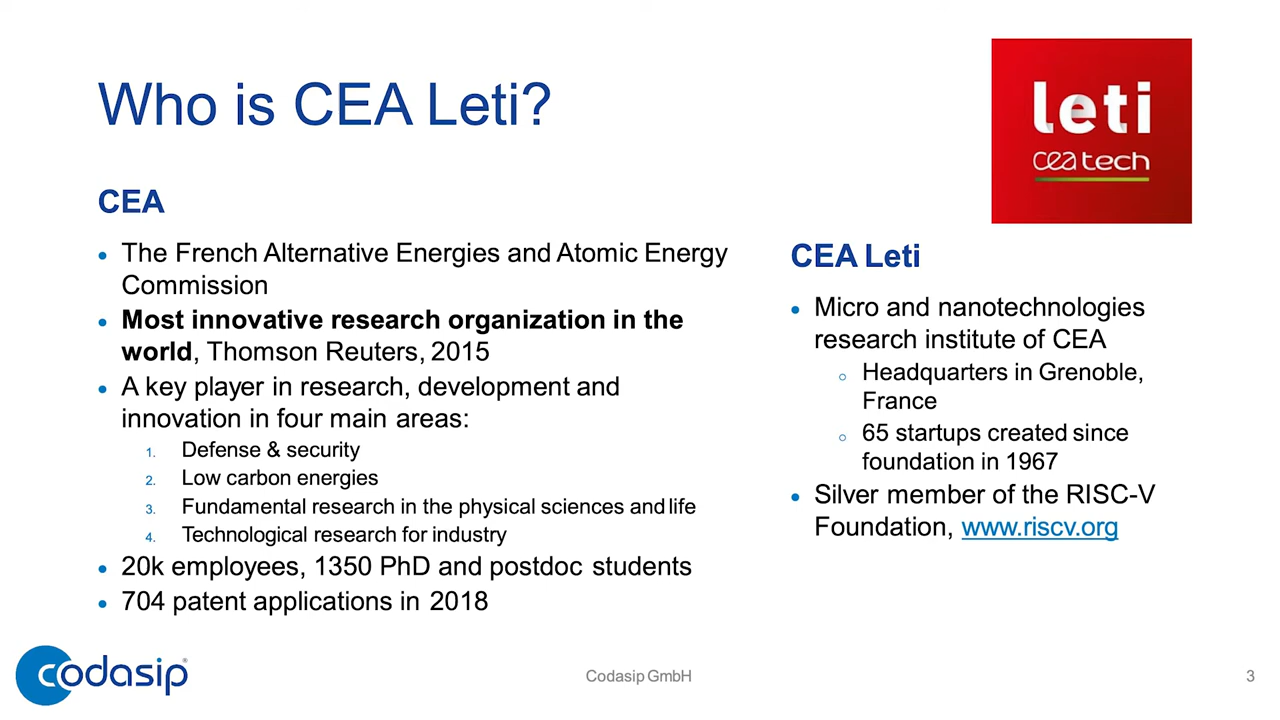 Who is CEA Leti?
leti
ceatech
CEA
• The French Alternative Energies and Atomic Energy
Commission
• Most innovative research organization in the
world, Thomson Reuters, 2015
• A key player in research, development and
innovation in four main areas:
1. Defense & security
2. Low carbon energies
3. Fundamental research in the physical sciences and life
4. Technological research for industry
• 20k employees, 1350 PhD and postdoc students
• 704 patent applications in 2018
CEA Leti
• Micro and nanotechnologies
research institute of CEA
○ Headquarters in Grenoble,
France
○ 65 startups created since
foundation in 1967
• Silver member of the RISC-V
Foundation, www.riscv.org
codasip®
Codasip GmbH
3